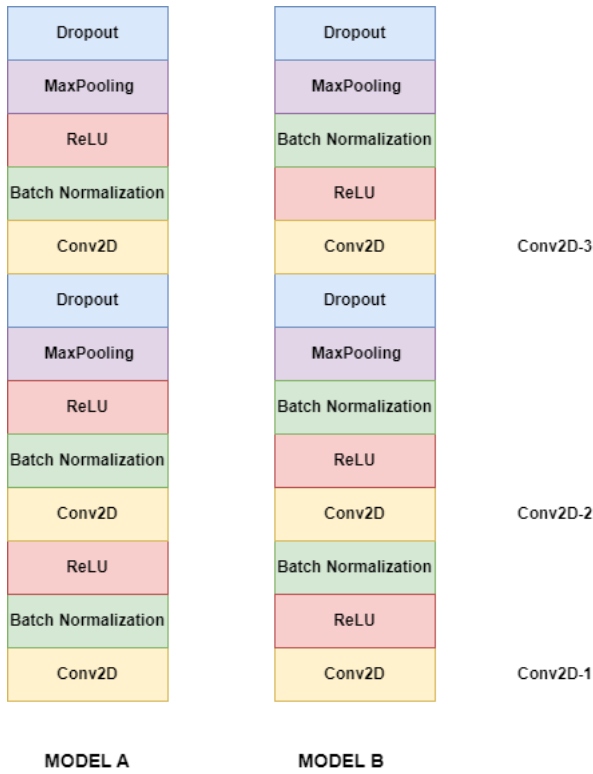 Dropout
Dropout
MaxPooling
MaxPooling
ReLU
Batch Normalization
Batch Normalization
ReLU
Conv2D
Conv2D
Conv2D-3
Dropout
Dropout
MaxPooling
MaxPooling
ReLU
Batch Normalization
Batch Normalization
ReLU
Conv2D
Conv2D
Conv2D-2
ReLU
Batch Normalization
Batch Normalization
ReLU
Conv2D
Conv2D
Conv2D-1
MODEL A
MODEL B